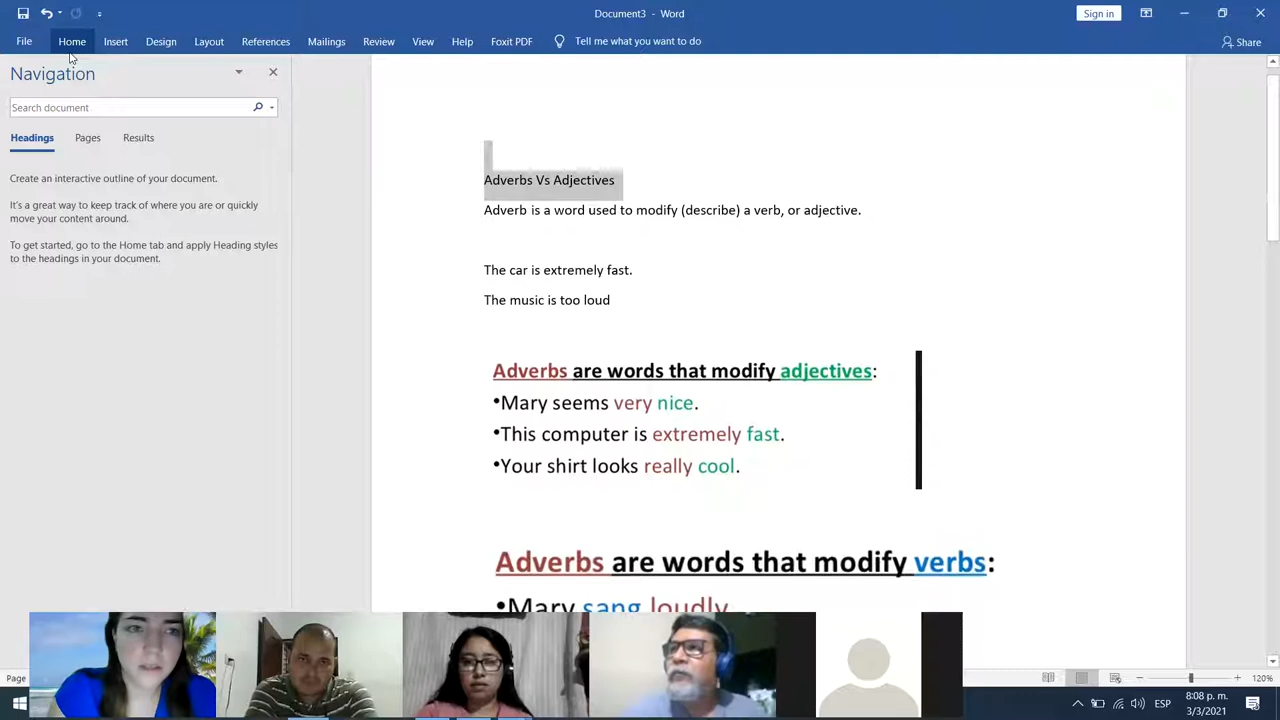 Document3 - Word
Sign in
File Home Insert Design Layout References Mailings Review View Help Foxit PDF Tell me what you want to do
Share
Navigation
Search document
Headings Pages Results
Create an interactive outline of your document.
It's a great way to keep track of where you are or quickly
move your content around.
To get started, go to the Home tab and apply Heading styles
to the headings in your document.
Adverbs Vs Adjectives
Adverb is a word used to modify (describe) a verb, or adjective.
The car is extremely fast.
The music is too loud
Adverbs are words that modify adjectives:
•Mary seems very nice.
•This computer is extremely fast.
•Your shirt looks really cool.
Adverbs are words that modify verbs:
•Mary sang loudly
Page
120%
ESP
8:08 p. m.
3/3/2021